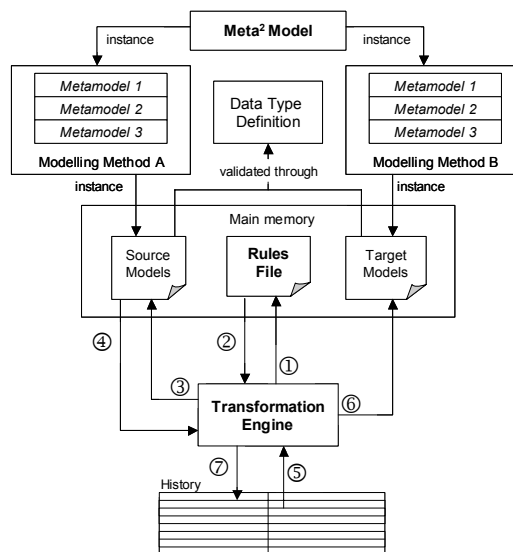 Meta² Model
instance
instance
Metamodel 1
Metamodel 2
Metamodel 3
Modelling Method A
Data Type
Definition
Metamodel 1
Metamodel 2
Metamodel 3
Modelling Method B
instance
validated through
instance
Main memory
Source
Models
Rules
File
Target
Models
④
②
①
③
⑥
Transformation
Engine
⑦
⑤
History